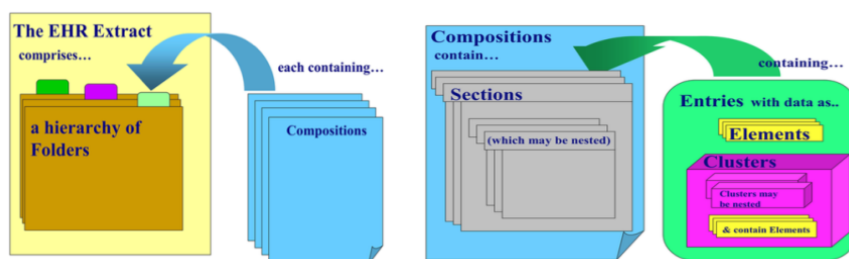 The EHR Extract
comprises…
each containing…
a hierarchy of
Folders
Compositions
Compositions
contain…
containing…
Sections
(which may be nested)
Entries with data as..
Elements
Clusters
Clusters may
be nested
& contain Elements